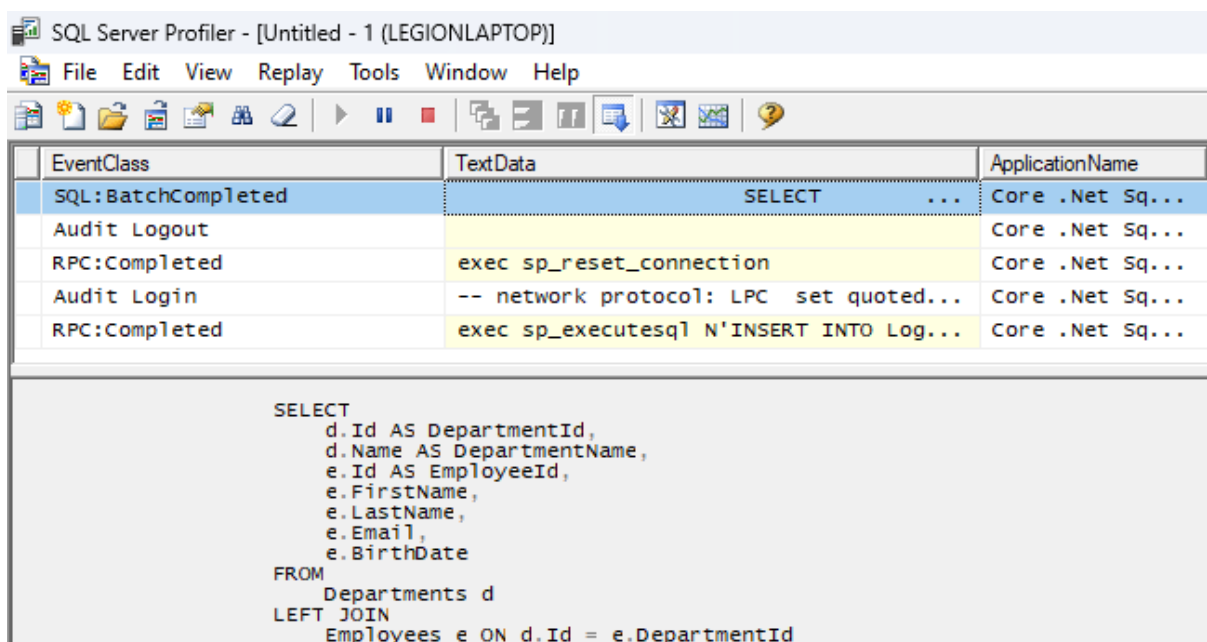 SQL Server Profiler - [Untitled - 1 (LEGIONLAPTOP)]
File Edit View Replay Tools Window Help
EventClass TextData ApplicationName
SQL:BatchCompleted SELECT ... Core .Net Sq...
Audit Logout Core .Net Sq...
RPC:Completed exec sp_reset_connection Core .Net Sq...
Audit Login -- network protocol: LPC set quoted... Core .Net Sq...
RPC:Completed exec sp_executesql N'INSERT INTO Log... Core .Net Sq...
SELECT
d.Id AS DepartmentId,
d.Name AS DepartmentName,
e.Id AS EmployeeId,
e.FirstName,
e.LastName,
e.Email,
e.BirthDate
FROM
Departments d
LEFT JOIN
Employees e ON d.Id = e.DepartmentId